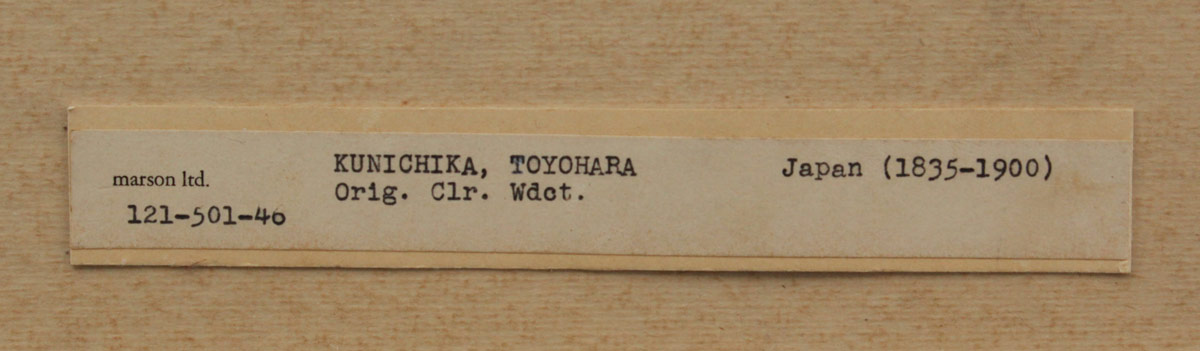 marson ltd.
121-501-46
KUNICHIKA, TOYOHARA
Orig. Clr. Wdct.
Japan (1835-1900)